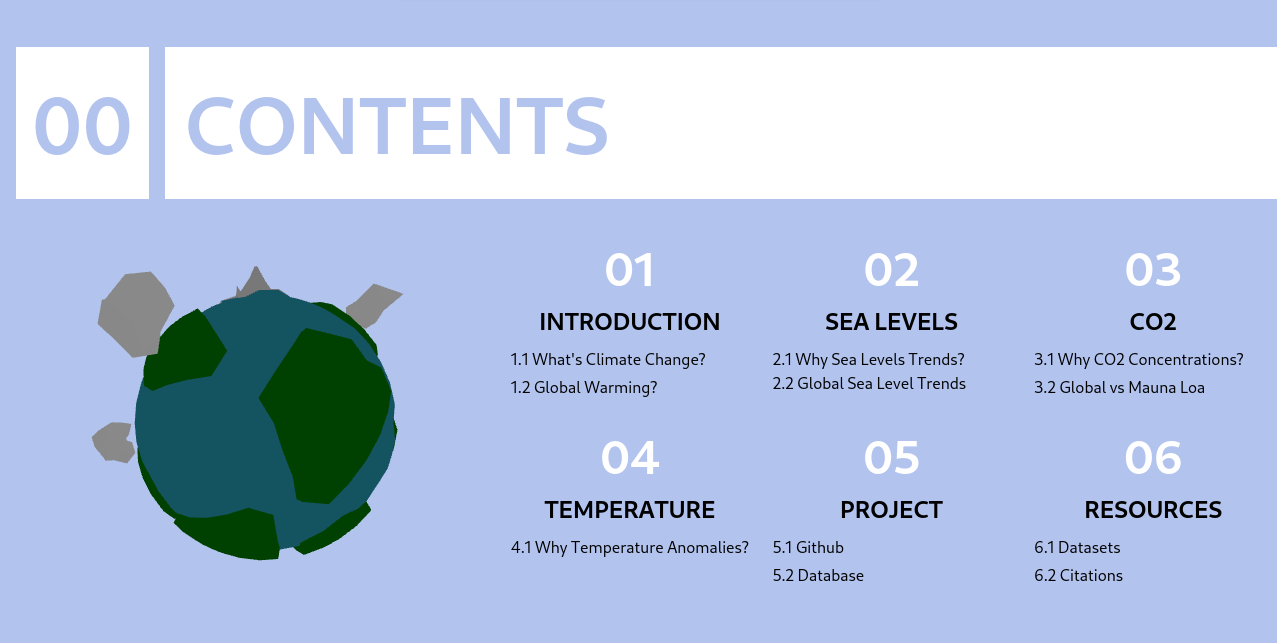 00 CONTENTS
01
INTRODUCTION
1.1 What's Climate Change?
1.2 Global Warming?
02
SEA LEVELS
2.1 Why Sea Levels Trends?
2.2 Global Sea Level Trends
03
CO2
3.1 Why CO2 Concentrations?
3.2 Global vs Mauna Loa
04
TEMPERATURE
4.1 Why Temperature Anomalies?
05
PROJECT
5.1 Github
5.2 Database
06
RESOURCES
6.1 Datasets
6.2 Citations